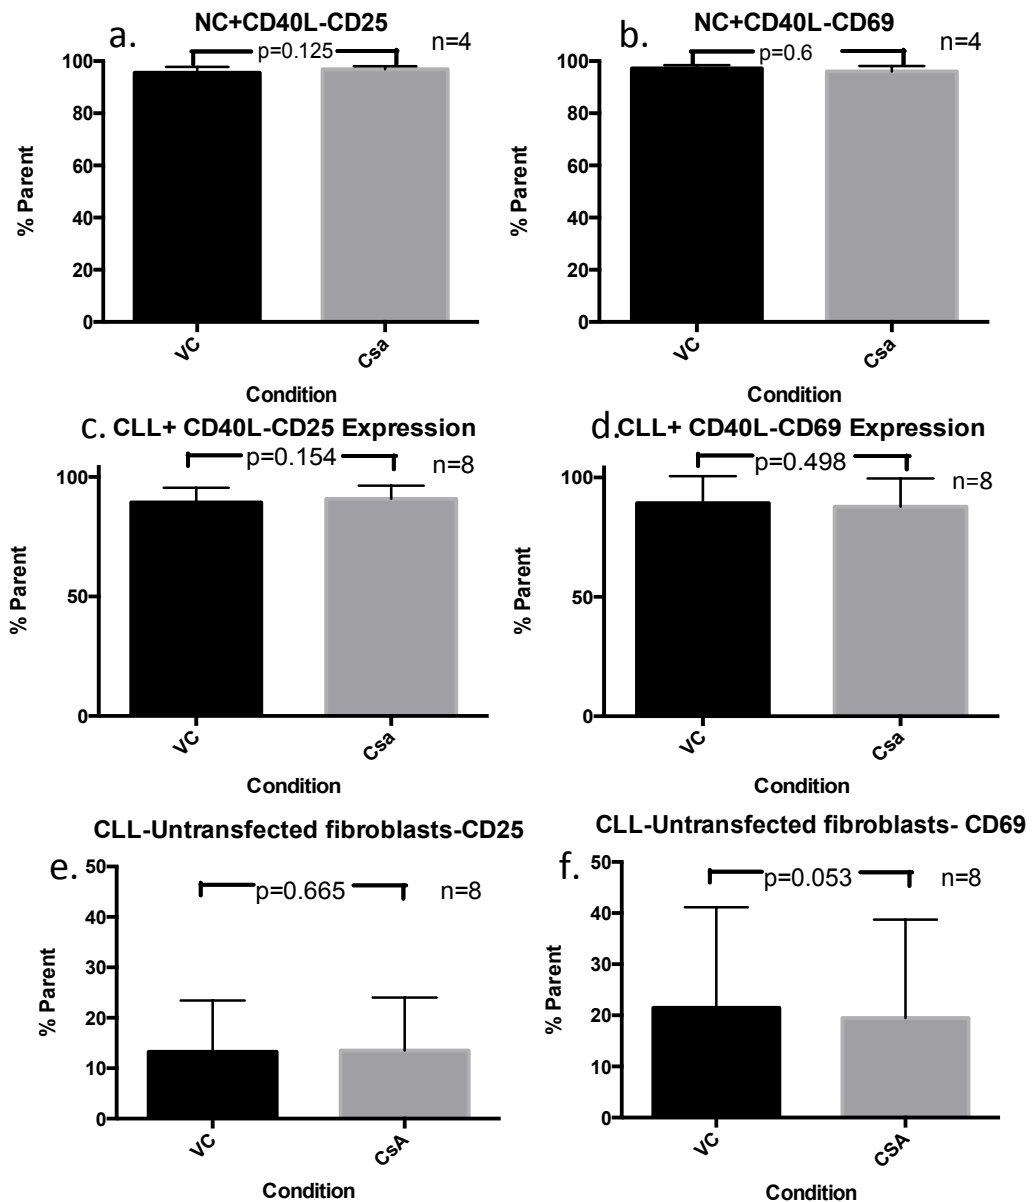 a. NC+CD40L-CD25
p=0.125 n=4
100
80
60
40
20
0
% Parent
VC Csa
Condition
b. NC+CD40L-CD69
p=0.6 n=4
100
80
60
40
20
0
% Parent
VC Csa
Condition
c. CLL+ CD40L-CD25 Expression
p=0.154 n=8
100
50
0
% Parent
VC Csa
Condition
d. CLL+ CD40L-CD69 Expression
p=0.498 n=8
100
50
0
% Parent
VC Csa
Condition
CLL-Untransfected fibroblasts-CD25
e.
p=0.665 n=8
50
40
30
20
10
0
% Parent
VC CsA
Condition
CLL-Untransfected fibroblasts- CD69
f.
p=0.053 n=8
50
40
30
20
10
0
% Parent
VC CSA
Condition